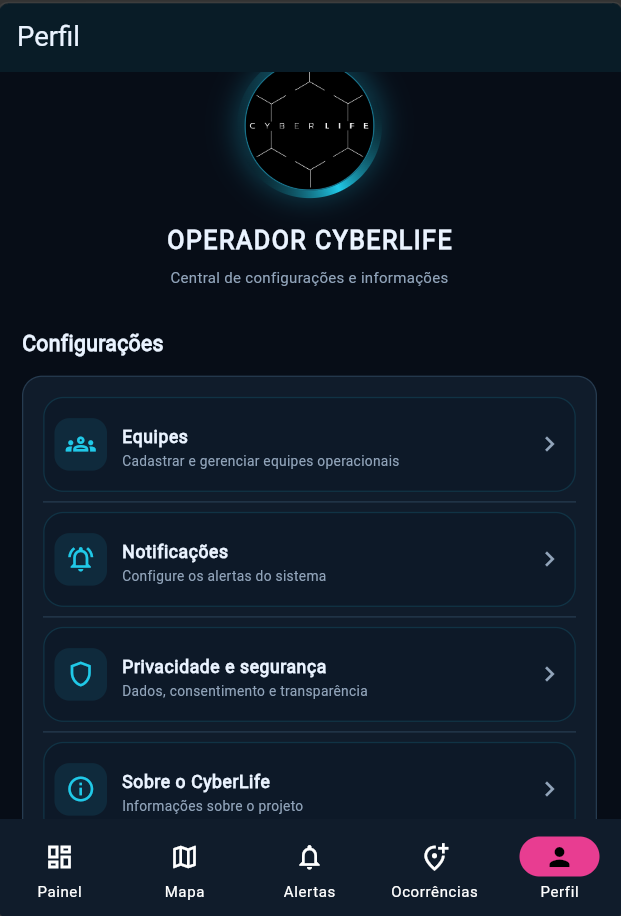 Perfil
CYBERLIFE
OPERADOR CYBERLIFE
Central de configurações e informações
Configurações
Equipes
Cadastrar e gerenciar equipes operacionais
Notificações
Configure os alertas do sistema
Privacidade e segurança
Dados, consentimento e transparência
Sobre o CyberLife
Informações sobre o projeto
Painel
Mapa
Alertas
Ocorrências
Perfil